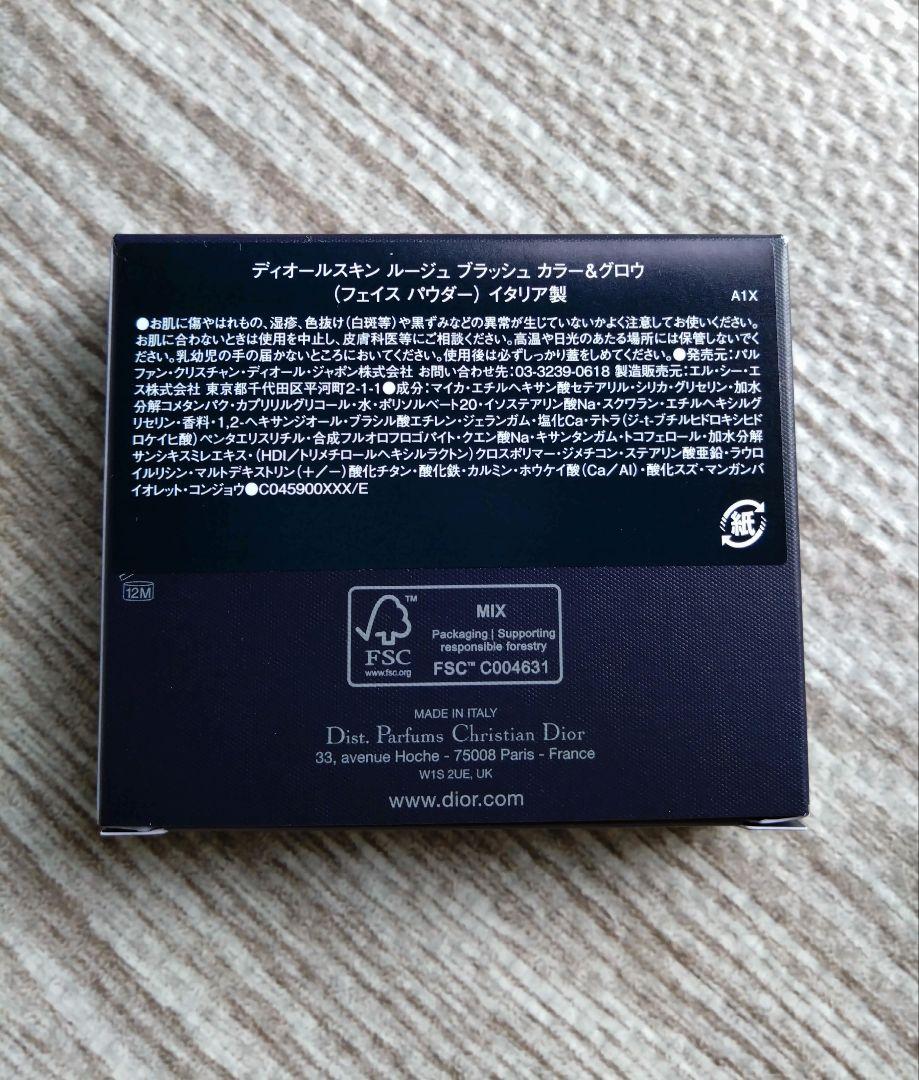 ディオールスキン ルージュ ブラッシュ カラー&グロウ
(フェイス パウダー) イタリア製
A1X
●お肌に傷やはれもの、湿疹、色抜け(白斑等)や黒ずみなどの異常が生じていないかよく注意してお使いください。
お肌に合わないときは使用を中止し、皮膚科医等にご相談ください。高温や日光のあたる場所には保管しないでく
ださい。乳幼児の手の届かないところにおいてください。使用後は必ずしっかり蓋をしめてください。●発売元:パル
ファン・クリスチャン・ディオール・ジャポン株式会社 お問い合わせ先:03-3239-0618 製造販売元:エル・シー・エ
ス株式会社 東京都千代田区平河町2-1-1●成分:マイカ・エチルヘキサン酸セテアリル・シリカ・グリセリン・加水
分解コメタンパク・カプリリルグリコール・水・ポリソルベート20・イソステアリン酸Na・スクワラン・エチルヘキシルグ
リセリン・香料・1,2-ヘキサンジオール・ブラシル酸エチレン・ジェランガム・塩化Ca・テトラ(ジ-t-ブチルヒドロキシヒド
ロケイヒ酸)ペンタエリスリチル・合成フルオロフロゴパイト・クエン酸Na・キサンタンガム・トコフェロール・加水分解
サンシキスミレエキス・(HDI/トリメチロールヘキシルラクトン)クロスポリマー・ジメチコン・ステアリン酸亜鉛・ラウロ
イルリシン・マルトデキストリン(+/-)酸化チタン・酸化鉄・カルミン・ホウケイ酸(Ca/Al)・酸化スズ・マンガンバ
イオレット・コンジョウ●C045900XXX/E
紙
12M
FSC
www.fsc.org
TM
MIX
Packaging | Supporting
responsible forestry
FSC™ C004631
MADE IN ITALY
Dist. Parfums Christian Dior
33, avenue Hoche - 75008 Paris - France
W1S 2UE, UK
www.dior.com